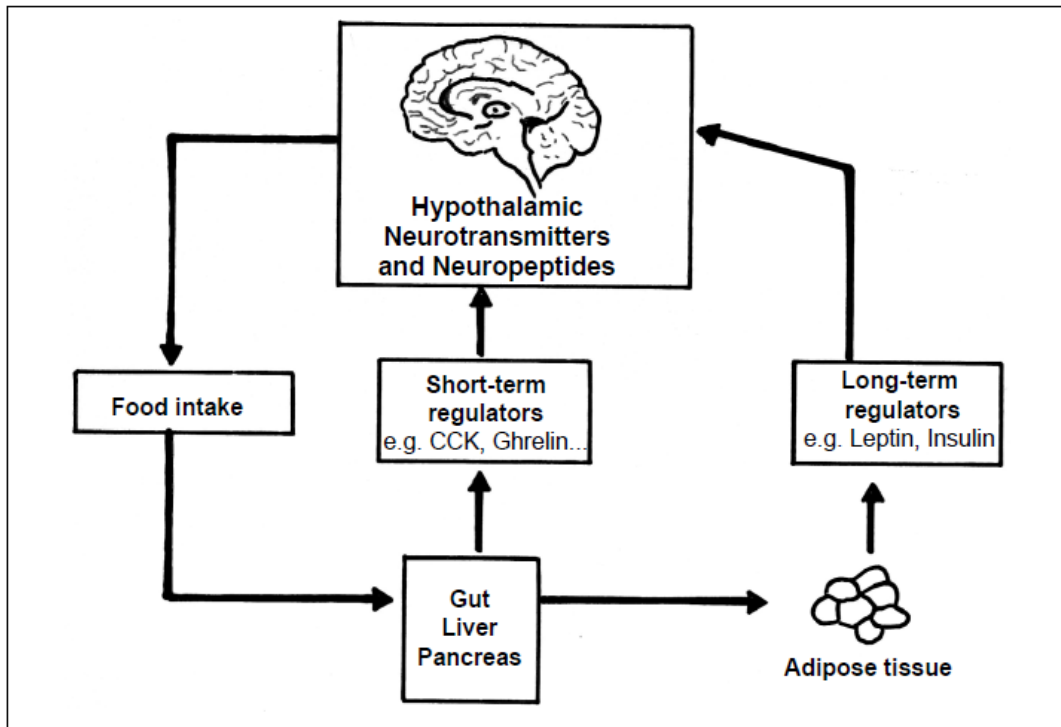 Hypothalamic
Neurotransmitters
and Neuropeptides
Food intake
Short-term
regulators
e.g. CCK, Ghrelin...
Long-term
regulators
e.g. Leptin, Insulin
Gut
Liver
Pancreas
Adipose tissue